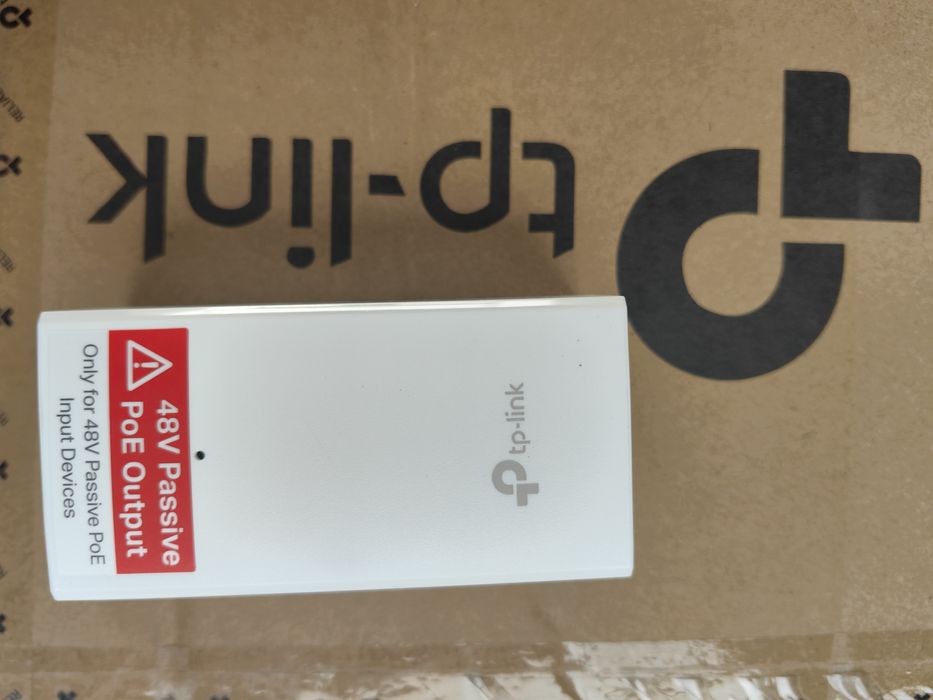 tp-link
tp-link
48V Passive
PoE Output
Only for 48V Passive PoE
Input Devices